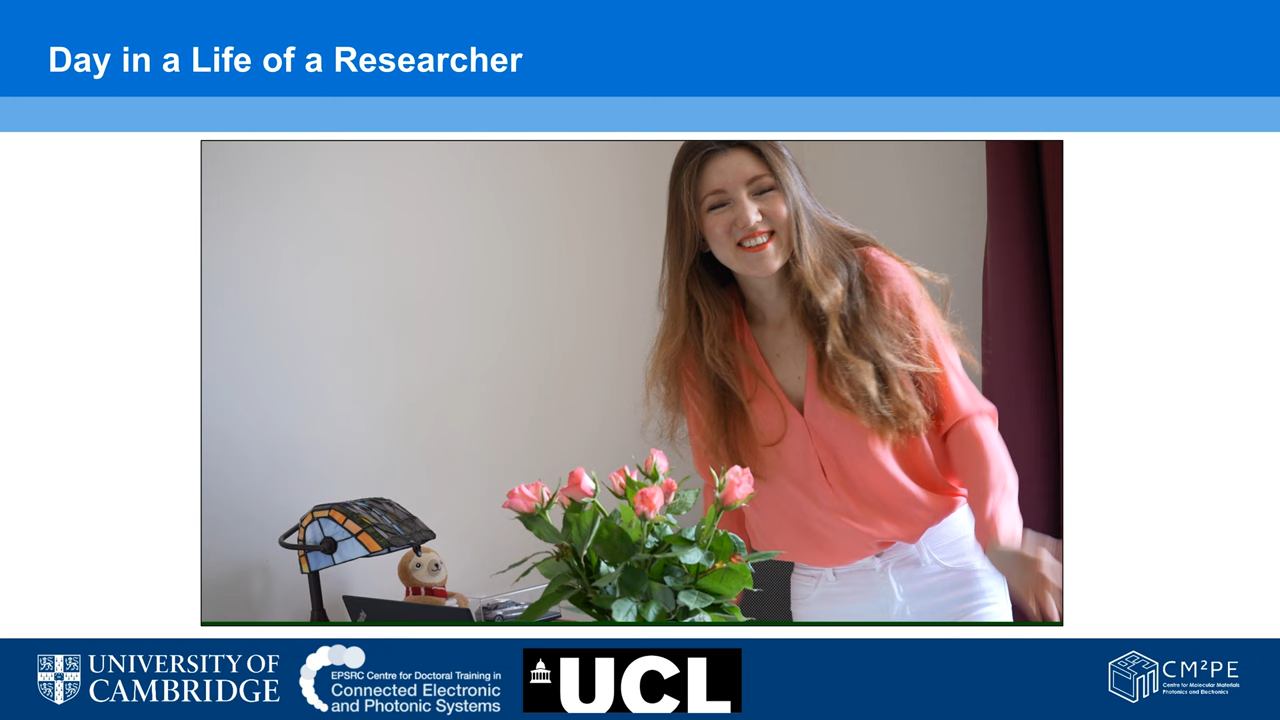 Day in a Life of a Researcher
UNIVERSITY OF
CAMBRIDGE
EPSRC Centre for Doctoral Training in
Connected Electronic
and Photonic Systems
UCL
CM²PE
Centre for Molecular Materials
Photonics and Electronics